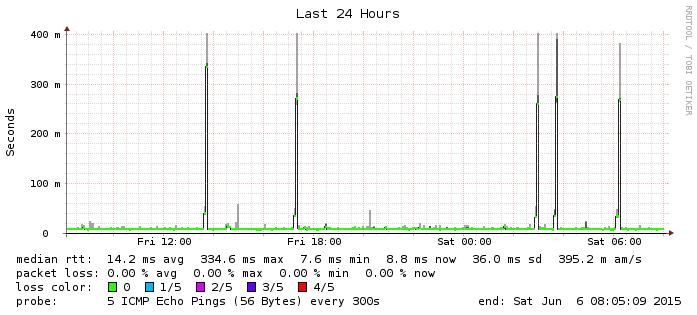 Last 24 Hours
RRDTOOL / TOBI OETIKER
Seconds
400 m
300 m
200 m
100 m
0
Fri 12:00 Fri 18:00 Sat 00:00 Sat 06:00
median rtt: 14.2 ms avg 334.6 ms max 7.6 ms min 8.8 ms now 36.0 ms sd 395.2 m am/s
packet loss: 0.00 % avg 0.00 % max 0.00 % min 0.00 % now
loss color: 0 1/5 2/5 3/5 4/5
probe: 5 ICMP Echo Pings (56 Bytes) every 300s end: Sat Jun 6 08:05:09 2015